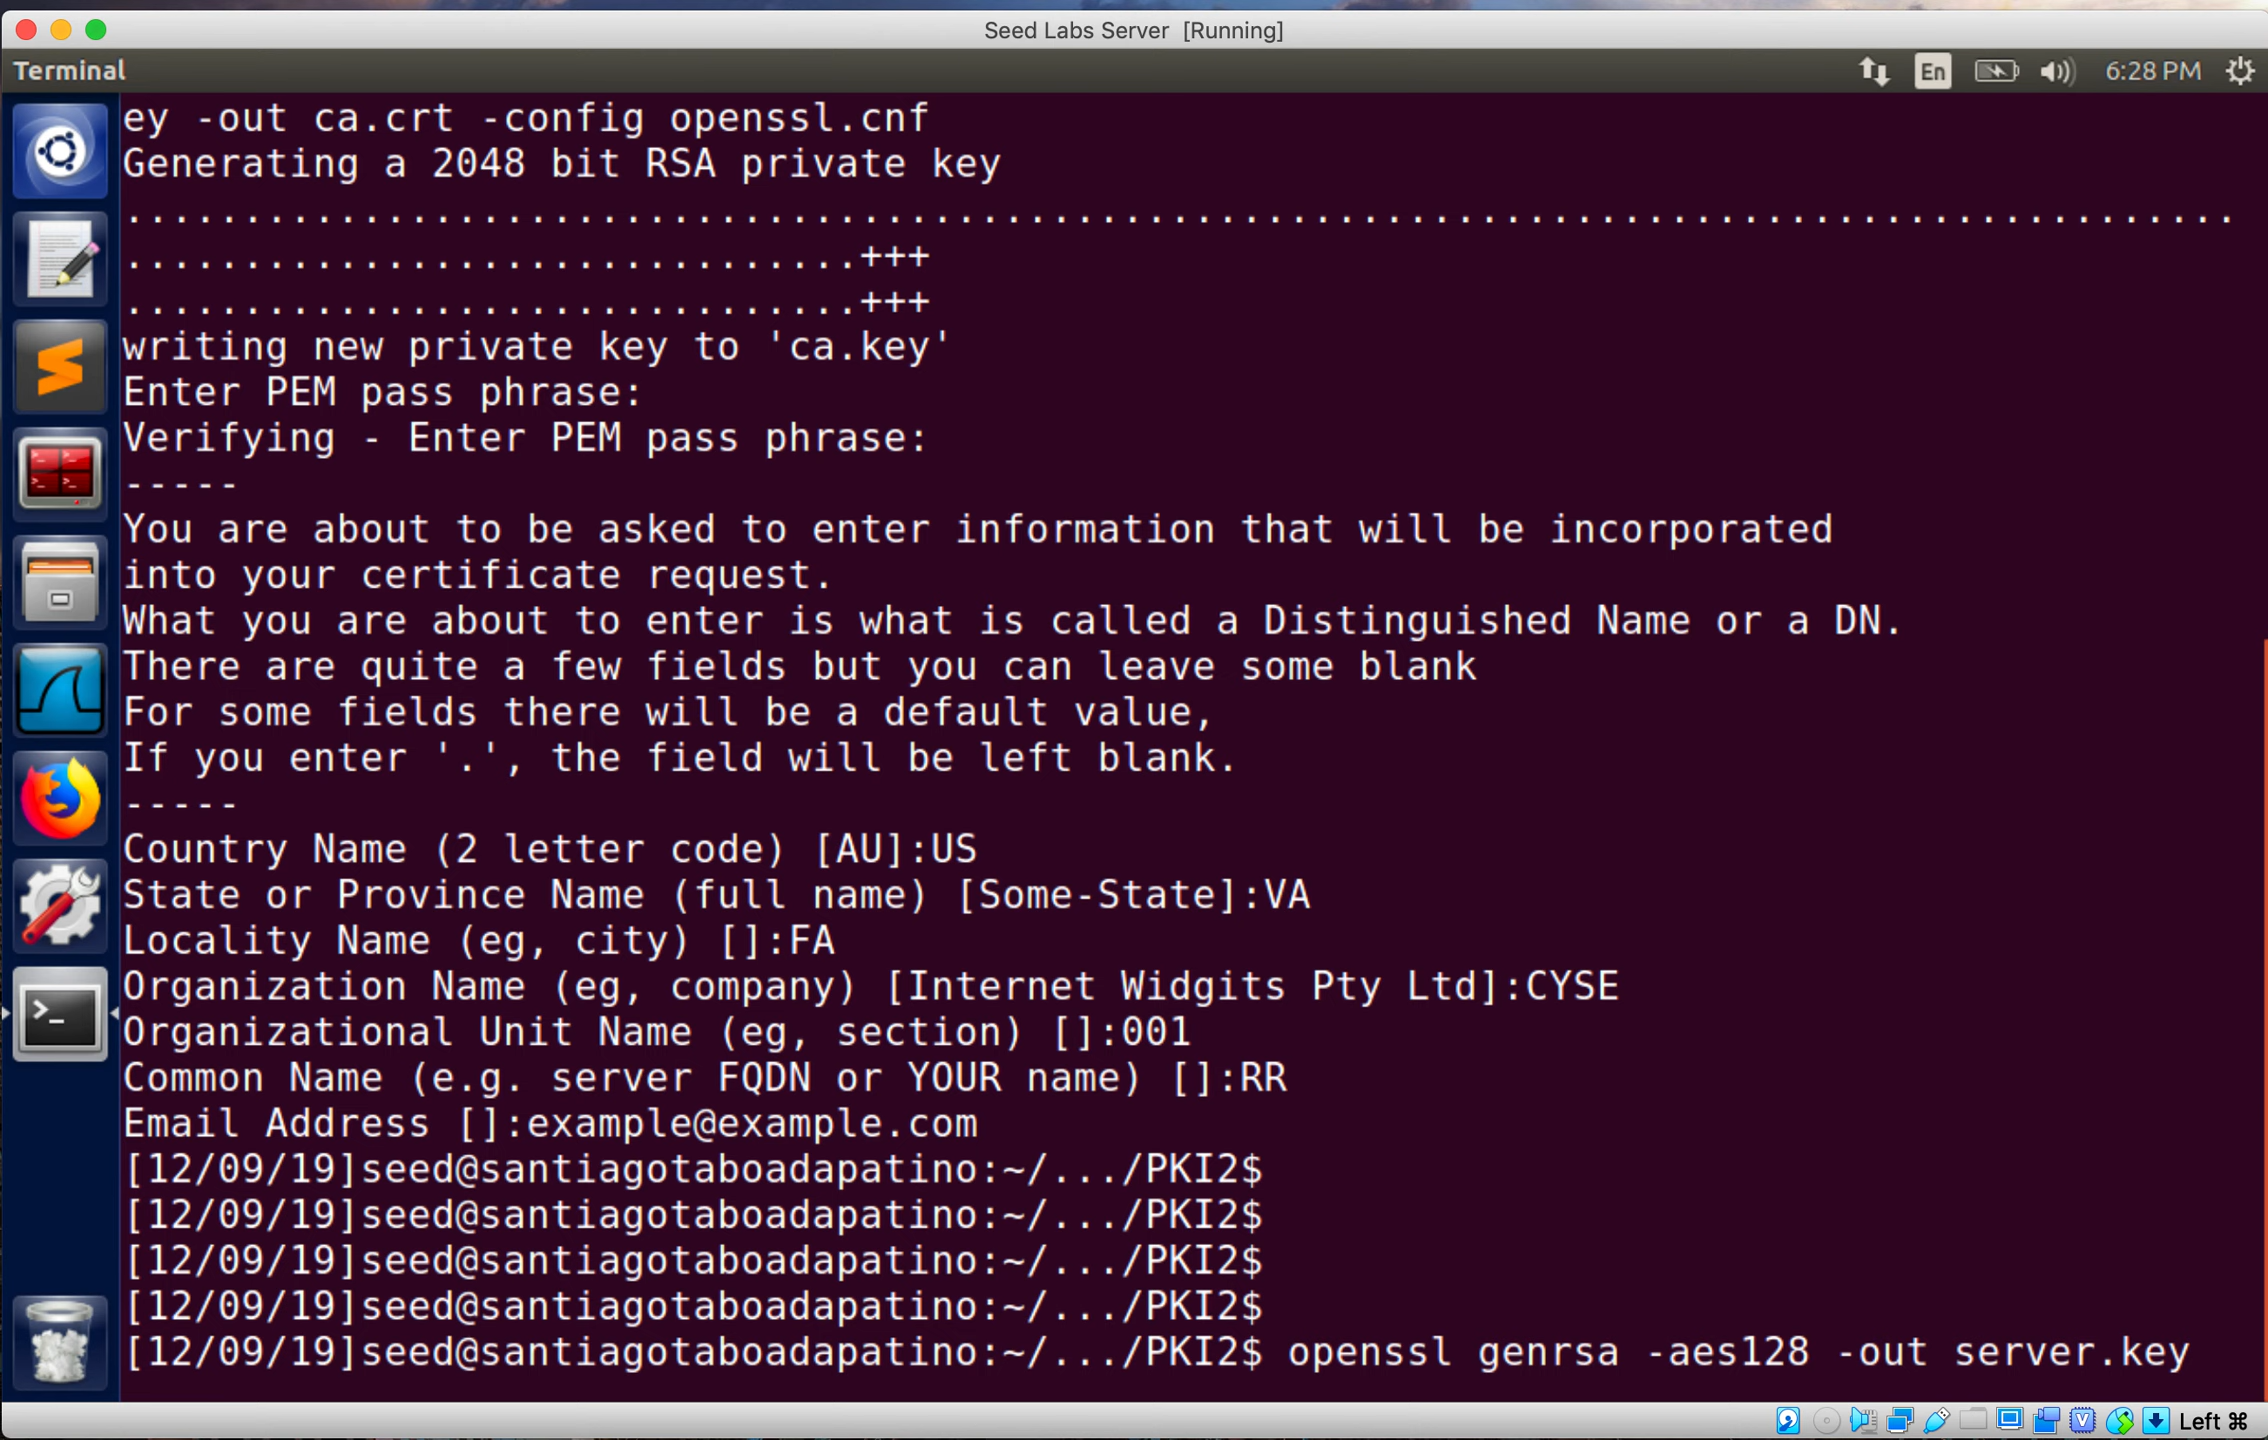 Seed Labs Server [Running]
Terminal
En
6:28 PM
ey -out ca.crt -config openssl.cnf
Generating a 2048 bit RSA private key
.........................................................................................
...............................+++
...............................+++
writing new private key to 'ca.key'
Enter PEM pass phrase:
Verifying - Enter PEM pass phrase:
-----
You are about to be asked to enter information that will be incorporated
into your certificate request.
What you are about to enter is what is called a Distinguished Name or a DN.
There are quite a few fields but you can leave some blank
For some fields there will be a default value,
If you enter '.', the field will be left blank.
-----
Country Name (2 letter code) [AU]:US
State or Province Name (full name) [Some-State]:VA
Locality Name (eg, city) []:FA
Organization Name (eg, company) [Internet Widgits Pty Ltd]:CYSE
Organizational Unit Name (eg, section) []:001
Common Name (e.g. server FQDN or YOUR name) []:RR
Email Address []:example@example.com
[12/09/19]seed@santiagotaboadapatino:~/.../PKI2$
[12/09/19]seed@santiagotaboadapatino:~/.../PKI2$
[12/09/19]seed@santiagotaboadapatino:~/.../PKI2$
[12/09/19]seed@santiagotaboadapatino:~/.../PKI2$
[12/09/19]seed@santiagotaboadapatino:~/.../PKI2$ openssl genrsa -aes128 -out server.key
Left ⌘